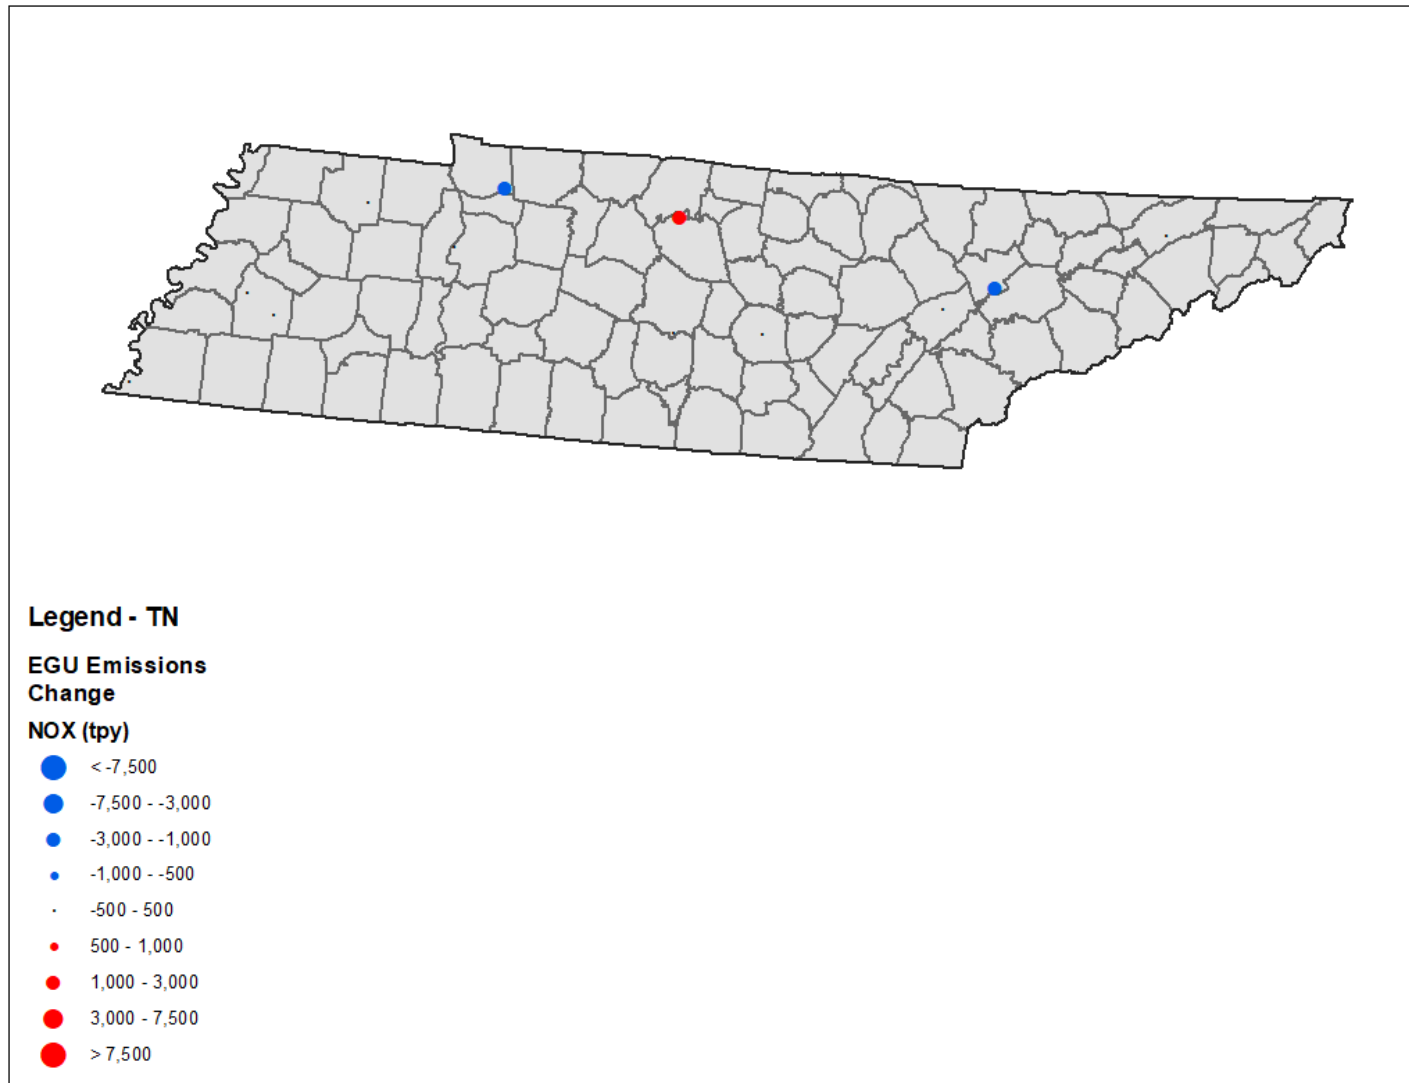 Legend - TN
EGU Emissions
Change
NOX (tpy)
< -7,500
-7,500 - -3,000
-3,000 - -1,000
-1,000 - -500
-500 - 500
500 - 1,000
1,000 - 3,000
3,000 - 7,500
> 7,500